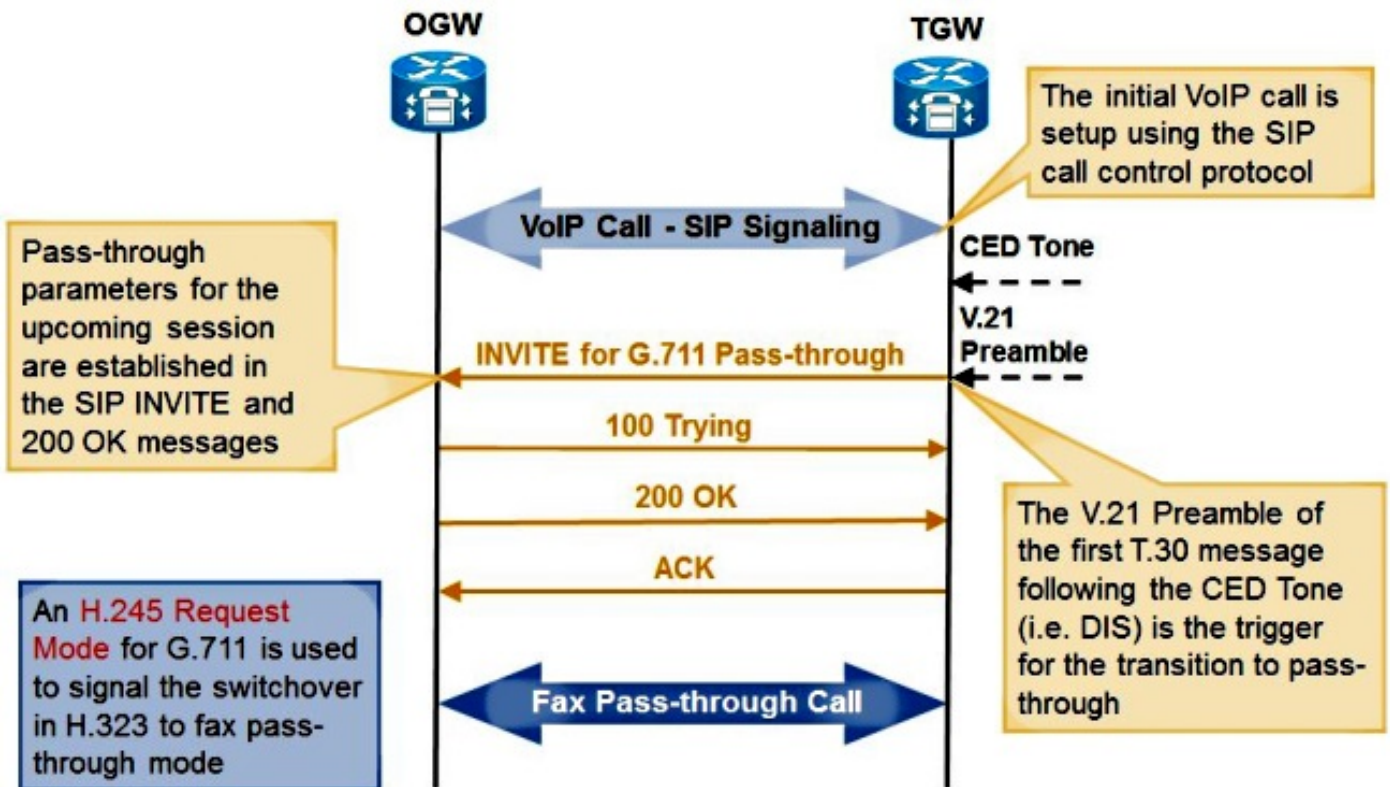 OGW
TGW
The initial VoIP call is
setup using the SIP
call control protocol
VoIP Call - SIP Signaling
CED Tone
Pass-through
parameters for the
upcoming session
are established in
the SIP INVITE and
200 OK messages
V.21
Preamble
INVITE for G.711 Pass-through
100 Trying
200 OK
ACK
The V.21 Preamble of
the first T.30 message
following the CED Tone
(i.e. DIS) is the trigger
for the transition to pass-
through
An H.245 Request
Mode for G.711 is used
to signal the switchover
in H.323 to fax pass-
through mode
Fax Pass-through Call